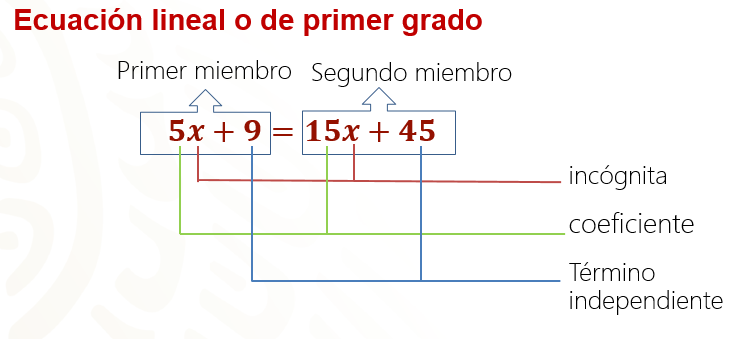 Ecuación lineal o de primer grado
Primer miembro Segundo miembro
5x + 9 = 15x + 45
incógnita
coeficiente
Término
independiente